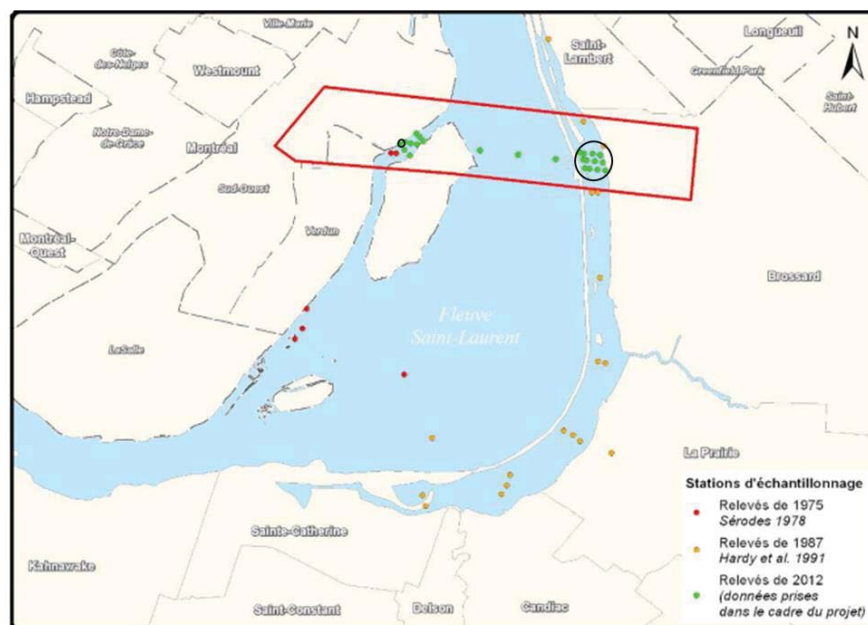 Ville-Marie
Côte-
des-Neiges
Westmount
Hampstead
Notre-Dame-
de-Grâce
Montréal
Sud-Ouest
Montréal-
Ouest
Verdun
LaSalle
Saint-
Lambert
Longueuil
Greenfield Park
Saint-
Hubert
N
Brossard
Fleuve
Saint-Laurent
La Prairie
Sainte-Catherine
Kahnawake
Saint-Constant
Delson
Candiac
Stations d'échantillonnage
Relevés de 1975
Sérodes 1978
Relevés de 1987
Hardy et al. 1991
Relevés de 2012
(données prises
dans le cadre du projet)